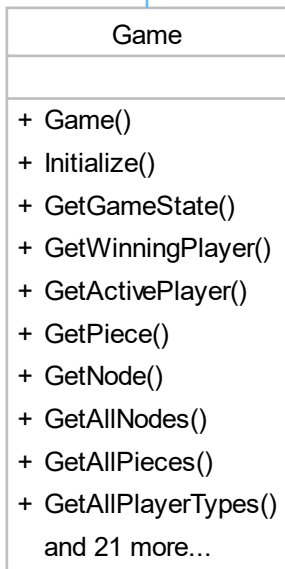 Game
+ Game()
+ Initialize()
+ GetGameState()
+ GetWinningPlayer()
+ GetActivePlayer()
+ GetPiece()
+ GetNode()
+ GetAllNodes()
+ GetAllPieces()
+ GetAllPlayerTypes()
and 21 more...